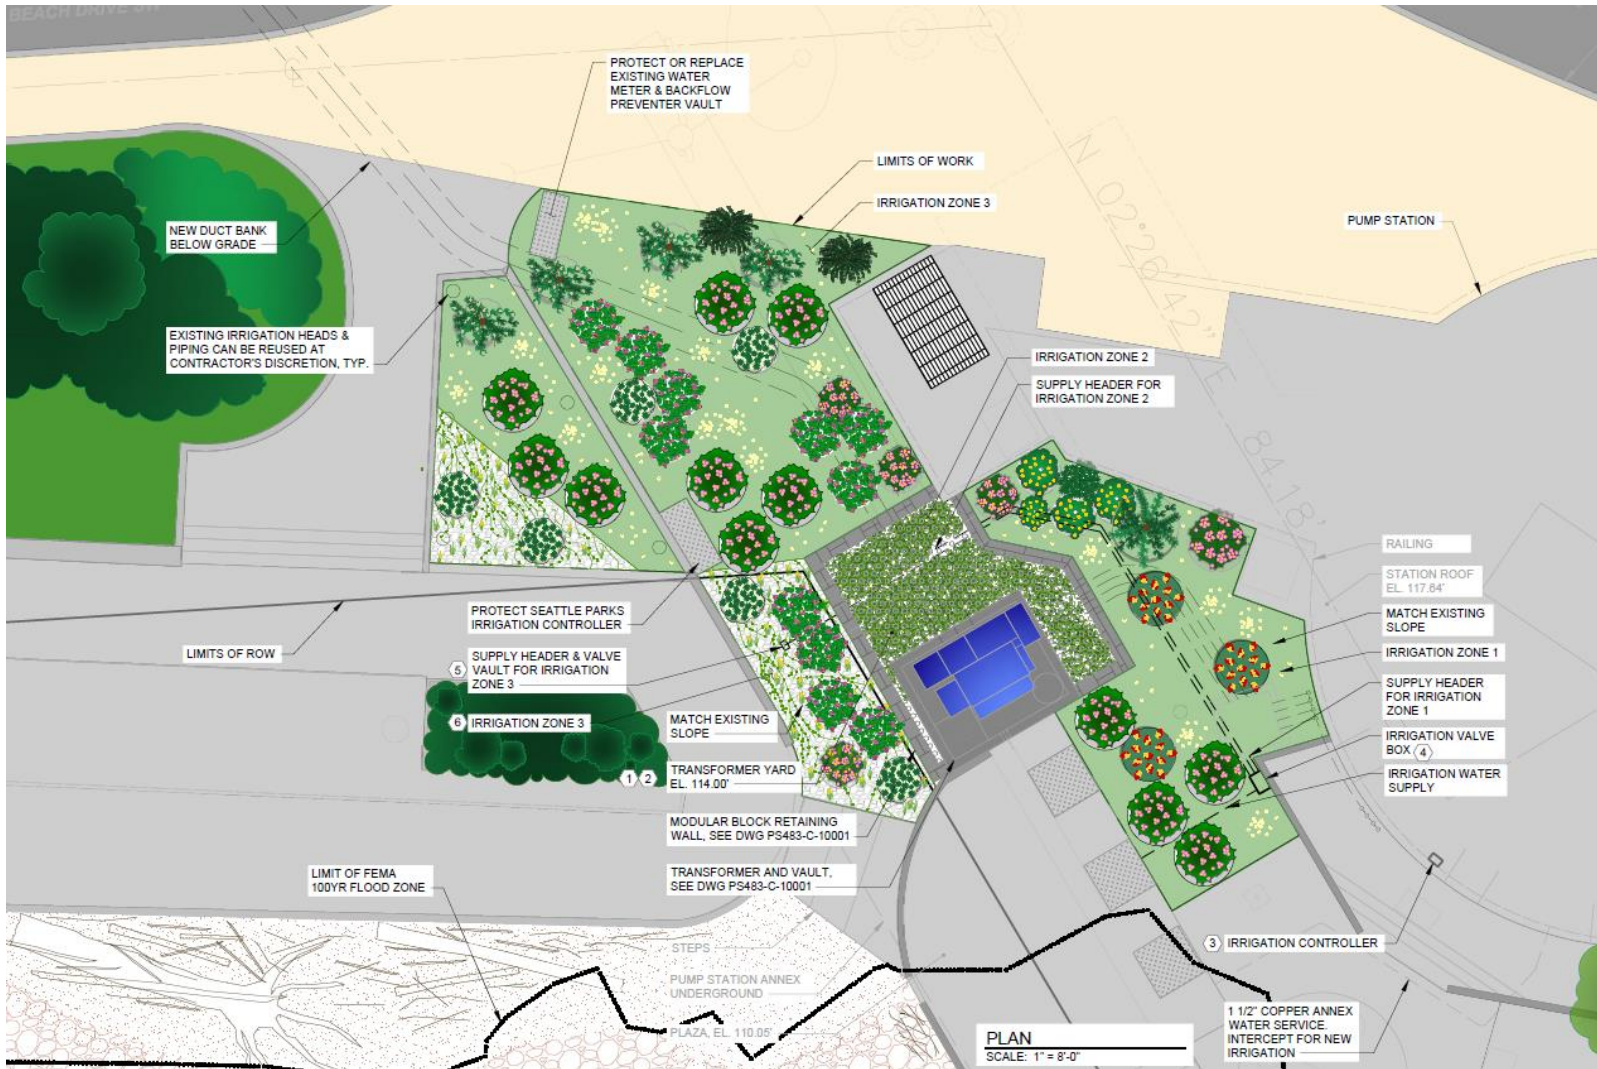 BEACH DRIVE SW
PROTECT OR REPLACE
EXISTING WATER
METER & BACKFLOW
PREVENTER VAULT
LIMITS OF WORK
IRRIGATION ZONE 3
N 02°26'42" E 84.18'
PUMP STATION
NEW DUCT BANK
BELOW GRADE
EXISTING IRRIGATION HEADS &
PIPING CAN BE REUSED AT
CONTRACTOR'S DISCRETION, TYP.
IRRIGATION ZONE 2
SUPPLY HEADER FOR
IRRIGATION ZONE 2
RAILING
STATION ROOF
EL. 117.64'
MATCH EXISTING
SLOPE
IRRIGATION ZONE 1
SUPPLY HEADER
FOR IRRIGATION
ZONE 1
IRRIGATION VALVE
BOX 4
IRRIGATION WATER
SUPPLY
PROTECT SEATTLE PARKS
IRRIGATION CONTROLLER
LIMITS OF ROW
5 SUPPLY HEADER & VALVE
VAULT FOR IRRIGATION
ZONE 3
6 IRRIGATION ZONE 3
MATCH EXISTING
SLOPE
1 2
TRANSFORMER YARD
EL. 114.00'
MODULAR BLOCK RETAINING
WALL, SEE DWG PS483-C-10001
TRANSFORMER AND VAULT,
SEE DWG PS483-C-10001
LIMIT OF FEMA
100YR FLOOD ZONE
STEPS
PUMP STATION ANNEX
UNDERGROUND
PLAZA, EL. 110.05'
3 IRRIGATION CONTROLLER
1 1/2" COPPER ANNEX
WATER SERVICE.
INTERCEPT FOR NEW
IRRIGATION
PLAN
SCALE: 1" = 8'-0"